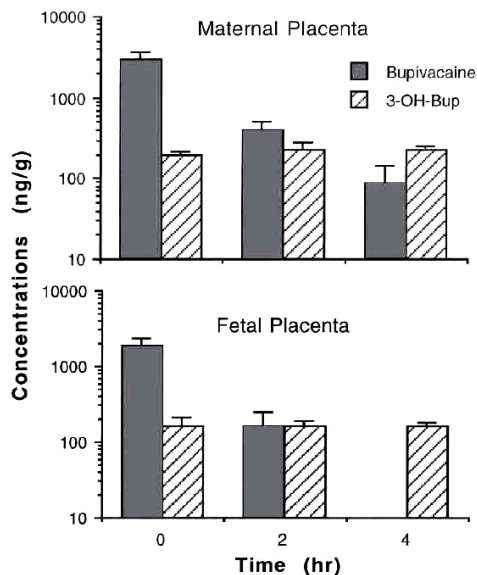 Maternal Placenta
Bupivacaine
3-OH-Bup
10000
1000
100
10
Concentrations (ng/g)
Fetal Placenta
10000
1000
100
10
0 2 4
Time (hr)